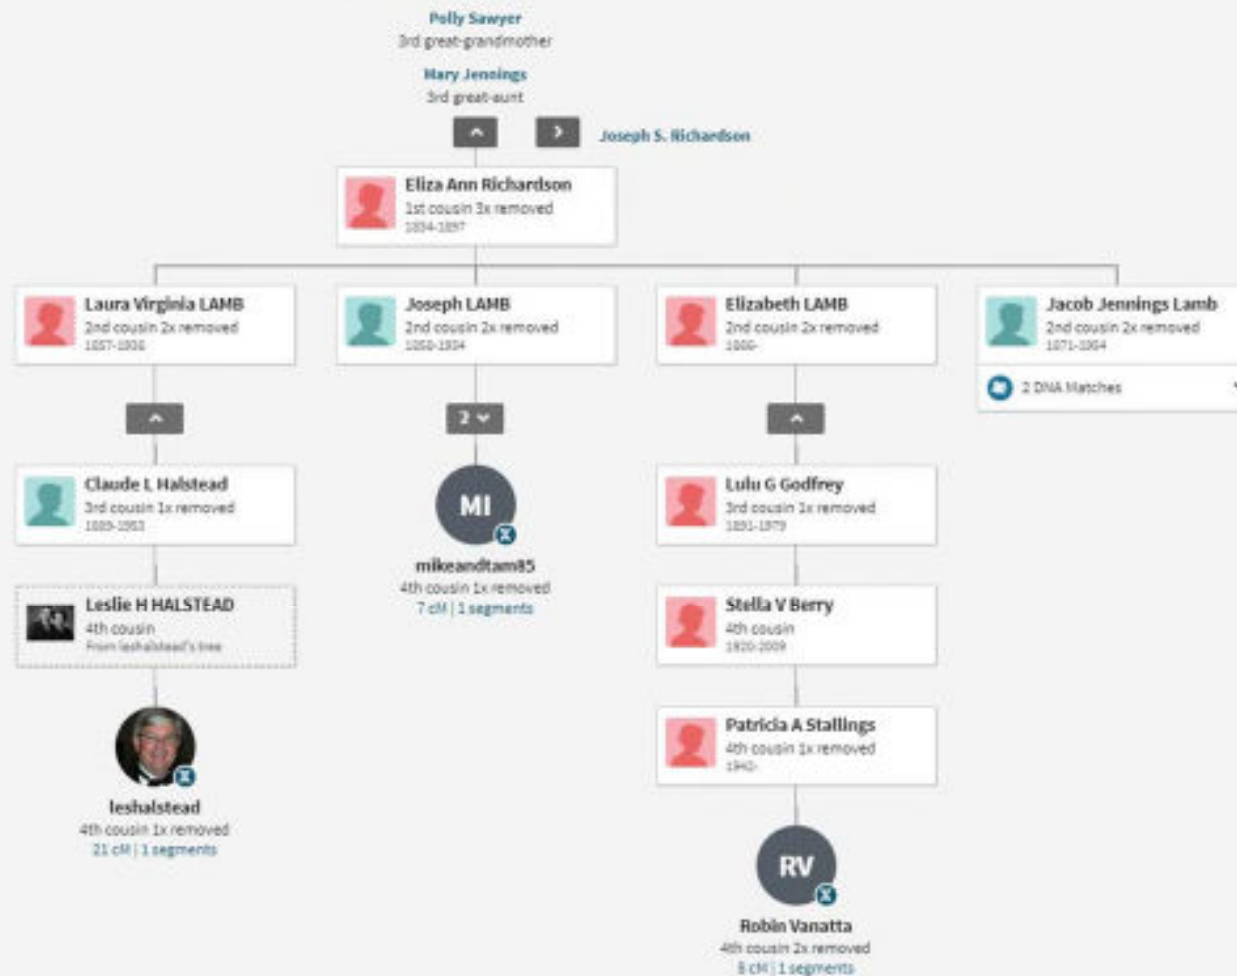 Polly Sawyer
3rd great-grandmother
Mary Jennings
3rd great-aunt
Joseph S. Richardson
Eliza Ann Richardson
1st cousin 3x removed
1834-1897
Laura Virginia LAMB
2nd cousin 2x removed
Joseph LAMB
2nd cousin 2x removed
Elizabeth LAMB
2nd cousin 2x removed
Jacob Jennings Lamb
2nd cousin 2x removed
2 DNA Matches
2
Claude L Halstead
3rd cousin 1x removed
MI
mikeandtam85
4th cousin 1x removed
7 cM | 1 segments
Lulu G Godfrey
3rd cousin 1x removed
1891-1979
Leslie H HALSTEAD
4th cousin
From leshalstead's tree
Stella V Berry
4th cousin
1920-2009
leshalstead
4th cousin 1x removed
21 cM | 1 segments
Patricia A Stallings
4th cousin 1x removed
RV
Robin Vanatta
4th cousin 2x removed
cM | 1 segments